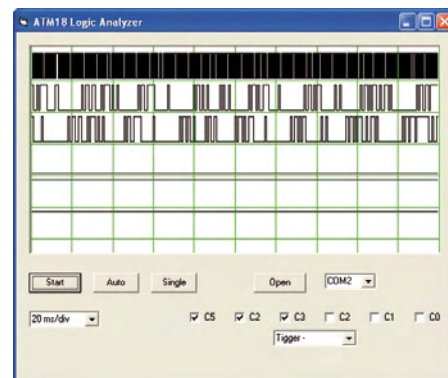 ATM18 Logic Analyzer
Start Auto Single Open COM2
20 ms/div C5 C2 C3 C2 C1 C0
Tigger -